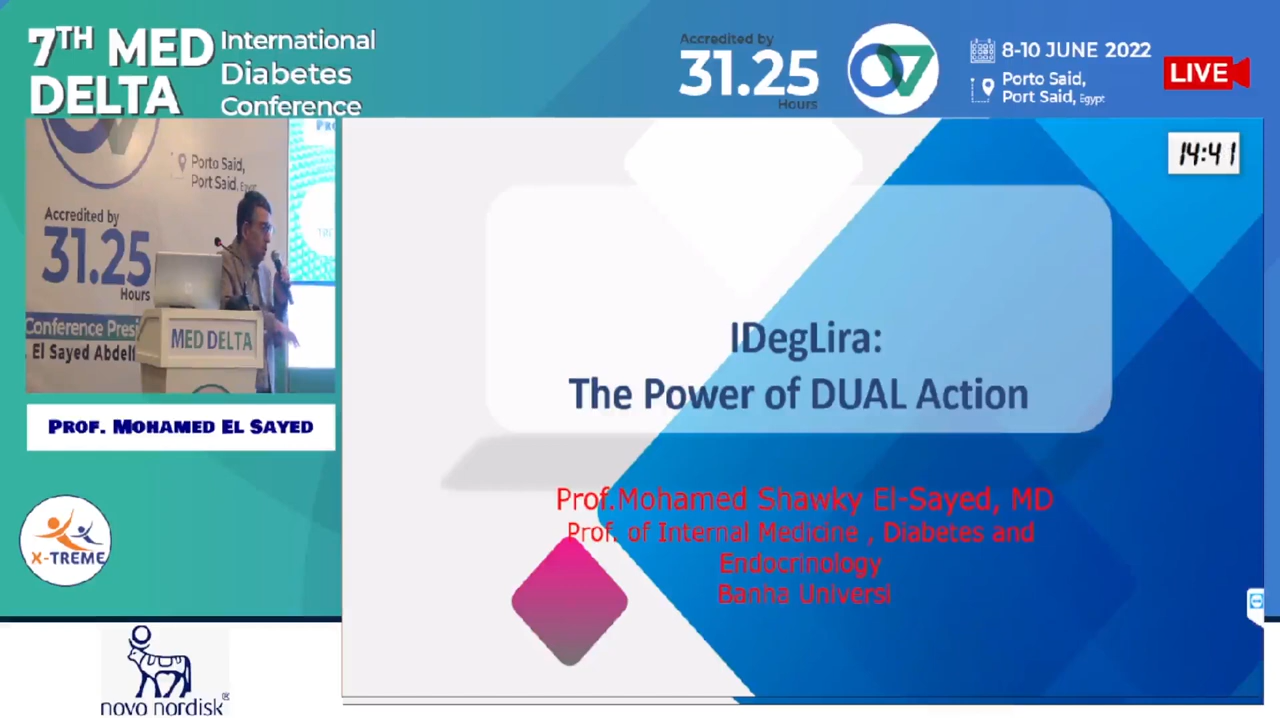 7TH MED
DELTA
International
Diabetes
Conference
Accredited by
31.25
Hours
8-10 JUNE 2022
Porto Said,
Port Said, Egypt
LIVE
14:41
Porto Said,
Port Said,
Accredited by
31.25
Hours
Conference Presi
. El Sayed Abdelf
MED DELTA
PROF. MOHAMED EL SAYED
X-TREME
novo nordisk®
IDegLira:
The Power of DUAL Action
Prof.Mohamed Shawky El-Sayed, MD
Prof. of Internal Medicine , Diabetes and
Endocrinology
Banha Universi